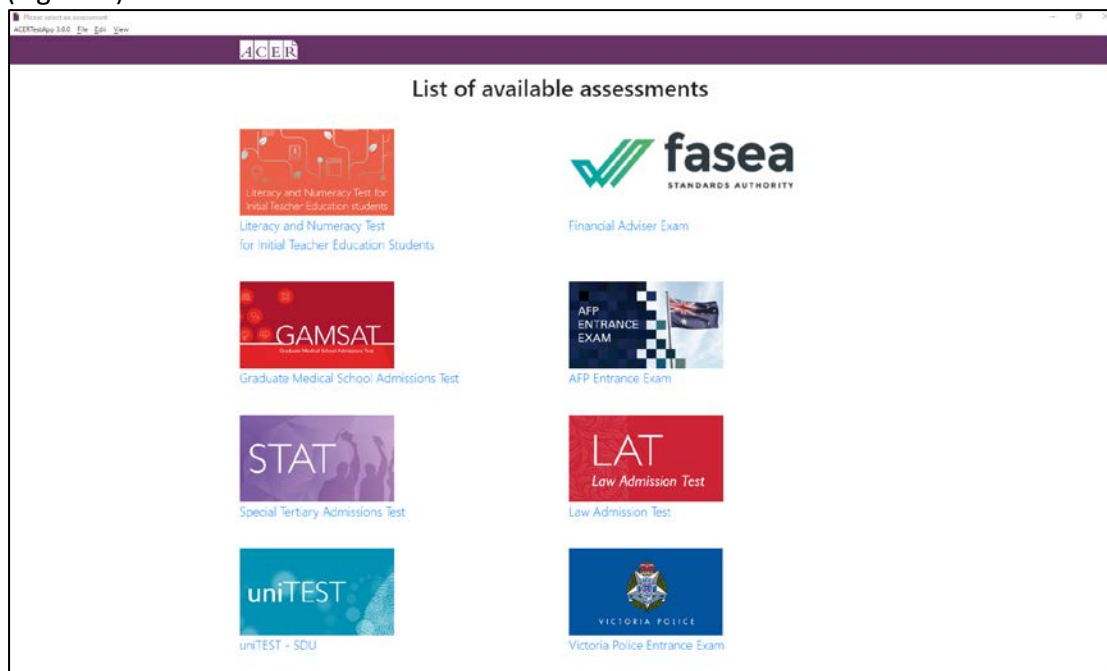 Please select an assessment
ACERTestApp 3.0.0 File Edit View
ACER
List of available assessments
Literacy and Numeracy Test for
Initial Teacher Education students
Literacy and Numeracy Test
for Initial Teacher Education Students
fasea
STANDARDS AUTHORITY
Financial Adviser Exam
GAMSAT
Graduate Medical School Admissions Test
Graduate Medical School Admissions Test
AFP
ENTRANCE
EXAM
AFP Entrance Exam
STAT
Special Tertiary Admissions Test
LAT
Law Admission Test
Law Admission Test
uniTEST
uniTEST - SDU
VICTORIA POLICE
Victoria Police Entrance Exam